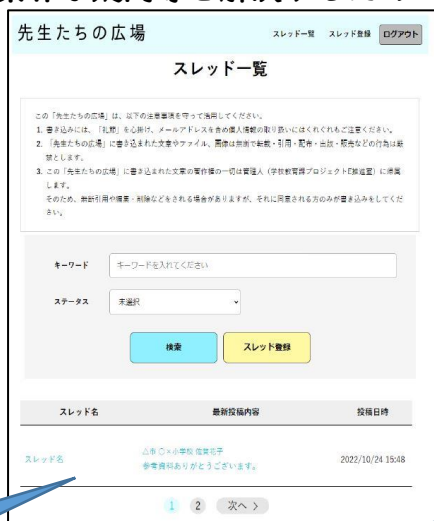 先生たちの広場
スレッド一覧 スレッド登録 ログアウト
スレッド一覧
この「先生たちの広場」は、以下の注意事項を守って活用してください。
1. 書き込みには、「礼節」を心掛け、メールアドレスを含め個人情報の取り扱いにはくれぐれもご注意ください。
2. 「先生たちの広場」に書き込まれた文章やファイル、画像は無断で転載・引用・配布・出版・販売などの行為は厳
禁とします。
3. この「先生たちの広場」に書き込まれた文章の著作権の一切は管理人（学校教育課プロジェクトE推進室）に帰属
します。
そのため、無断引用や編集・削除などをされる場合がありますが、それに同意される方のみが書き込みをしてくだ
さい。
キーワード キーワードを入れてください
ステータス 未選択
検索 スレッド登録
スレッド名 最新投稿内容 投稿日時
△市 〇×小学校 佐賀花子
スレッド名 参考資料ありがとうございます。 2022/10/24 15:48
1 2 次へ >